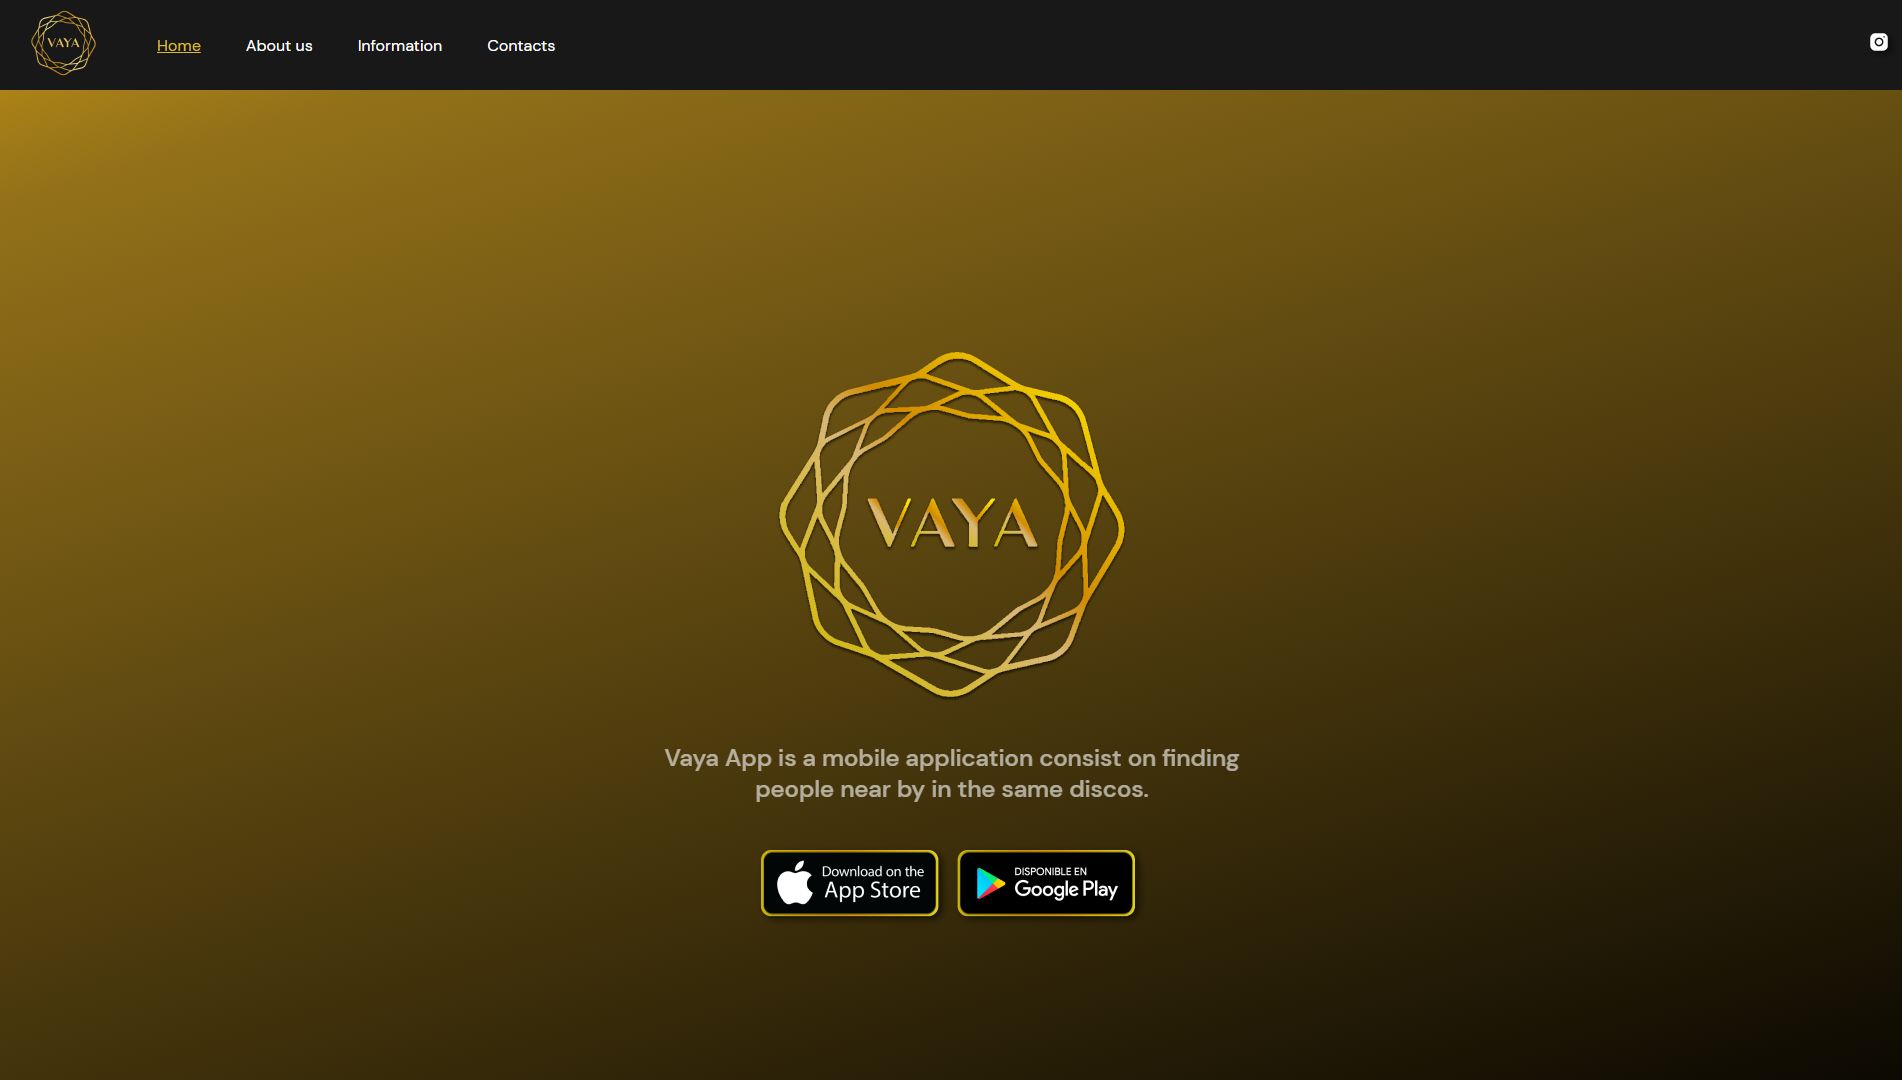 VAYA
Home
About us
Information
Contacts
VAYA
Vaya App is a mobile application consist on finding
people near by in the same discos.
Download on the
App Store
DISPONIBLE EN
Google Play